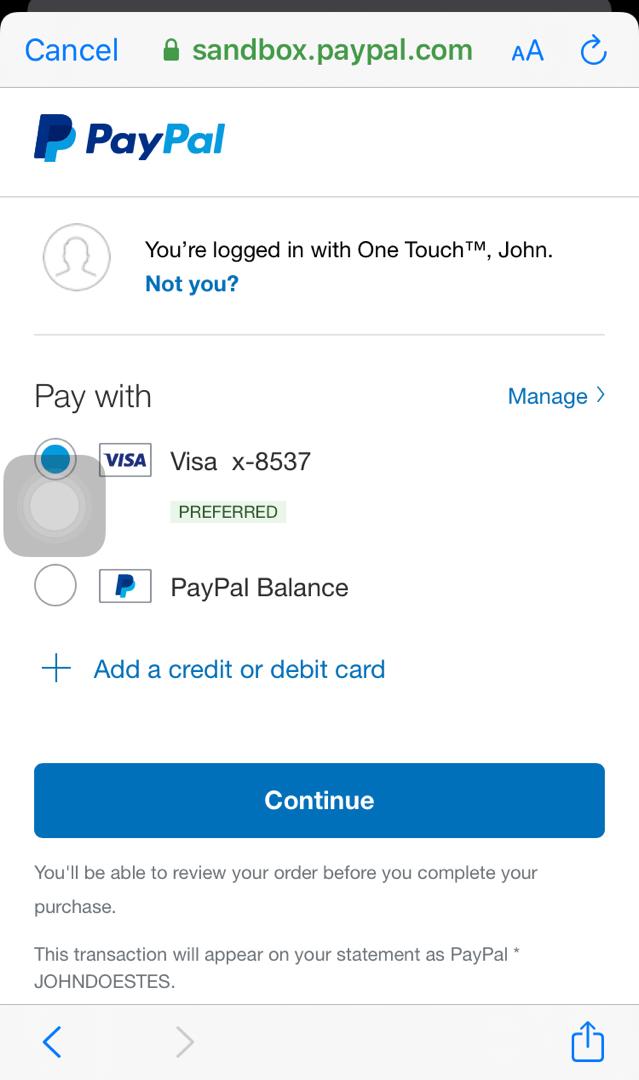 Cancel sandbox.paypal.com AA
PayPal
You’re logged in with One Touch™, John.
Not you?
Pay with Manage
VISA Visa x-8537
PREFERRED
PayPal Balance
Add a credit or debit card
Continue
You'll be able to review your order before you complete your
purchase.
This transaction will appear on your statement as PayPal *
JOHNDOESTES.